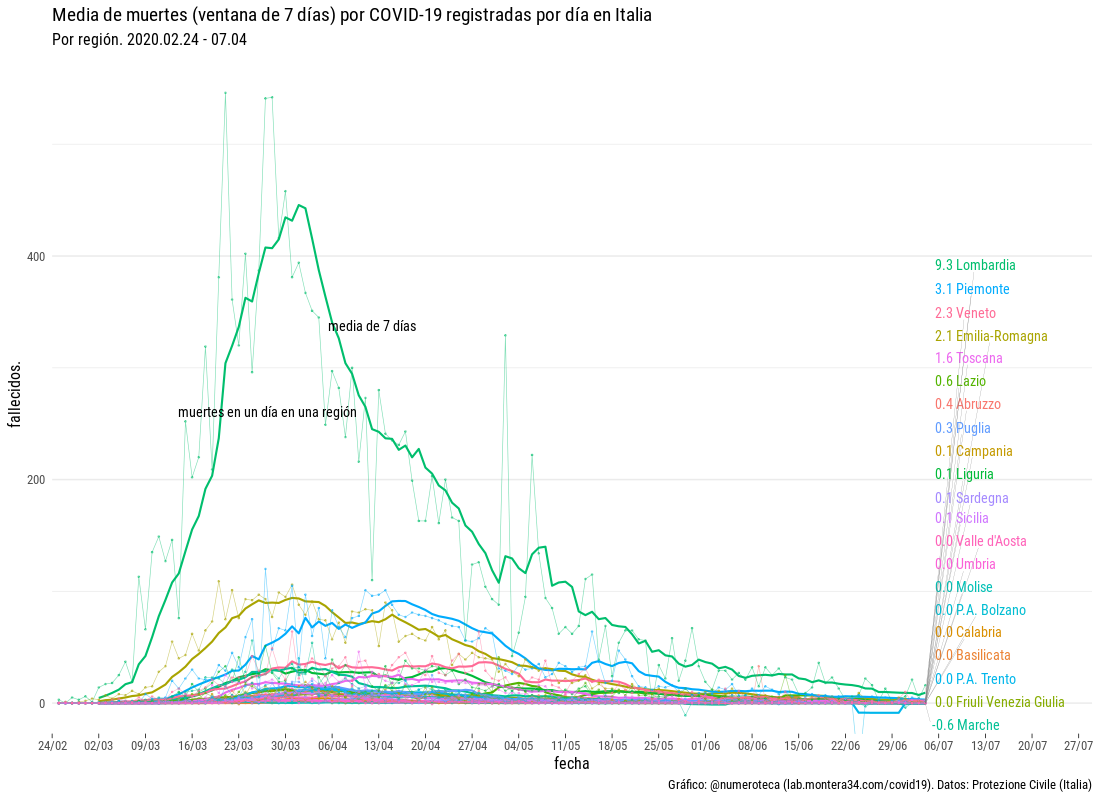 Media de muertes (ventana de 7 días) por COVID-19 registradas por día en Italia
Por región. 2020.02.24 - 07.04
fallecidos.
400
200
0
media de 7 días
muertes en un día en una región
9.3 Lombardia
3.1 Piemonte
2.3 Veneto
2.1 Emilia-Romagna
1.6 Toscana
0.6 Lazio
0.4 Abruzzo
0.3 Puglia
0.1 Campania
0.1 Liguria
0.1 Sardegna
0.1 Sicilia
0.0 Valle d'Aosta
0.0 Umbria
0.0 Molise
0.0 P.A. Bolzano
0.0 Calabria
0.0 Basilicata
0.0 P.A. Trento
0.0 Friuli Venezia Giulia
-0.6 Marche
24/02 02/03 09/03 16/03 23/03 30/03 06/04 13/04 20/04 27/04 04/05 11/05 18/05 25/05 01/06 08/06 15/06 22/06 29/06 06/07 13/07 20/07 27/07
fecha
Gráfico: @numeroteca (lab.montera34.com/covid19). Datos: Protezione Civile (Italia)